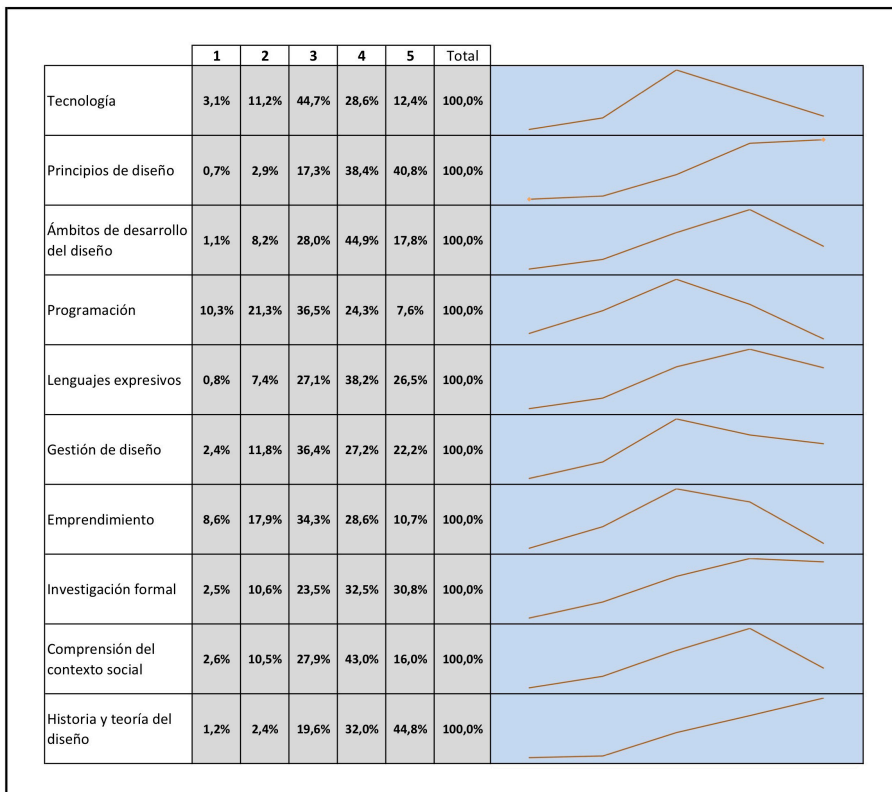 1 2 3 4 5 Total
Tecnología 3,1% 11,2% 44,7% 28,6% 12,4% 100,0%
Principios de diseño 0,7% 2,9% 17,3% 38,4% 40,8% 100,0%
Ámbitos de desarrollo
del diseño 1,1% 8,2% 28,0% 44,9% 17,8% 100,0%
Programación 10,3% 21,3% 36,5% 24,3% 7,6% 100,0%
Lenguajes expresivos 0,8% 7,4% 27,1% 38,2% 26,5% 100,0%
Gestión de diseño 2,4% 11,8% 36,4% 27,2% 22,2% 100,0%
Emprendimiento 8,6% 17,9% 34,3% 28,6% 10,7% 100,0%
Investigación formal 2,5% 10,6% 23,5% 32,5% 30,8% 100,0%
Comprensión del
contexto social 2,6% 10,5% 27,9% 43,0% 16,0% 100,0%
Historia y teoría del
diseño 1,2% 2,4% 19,6% 32,0% 44,8% 100,0%